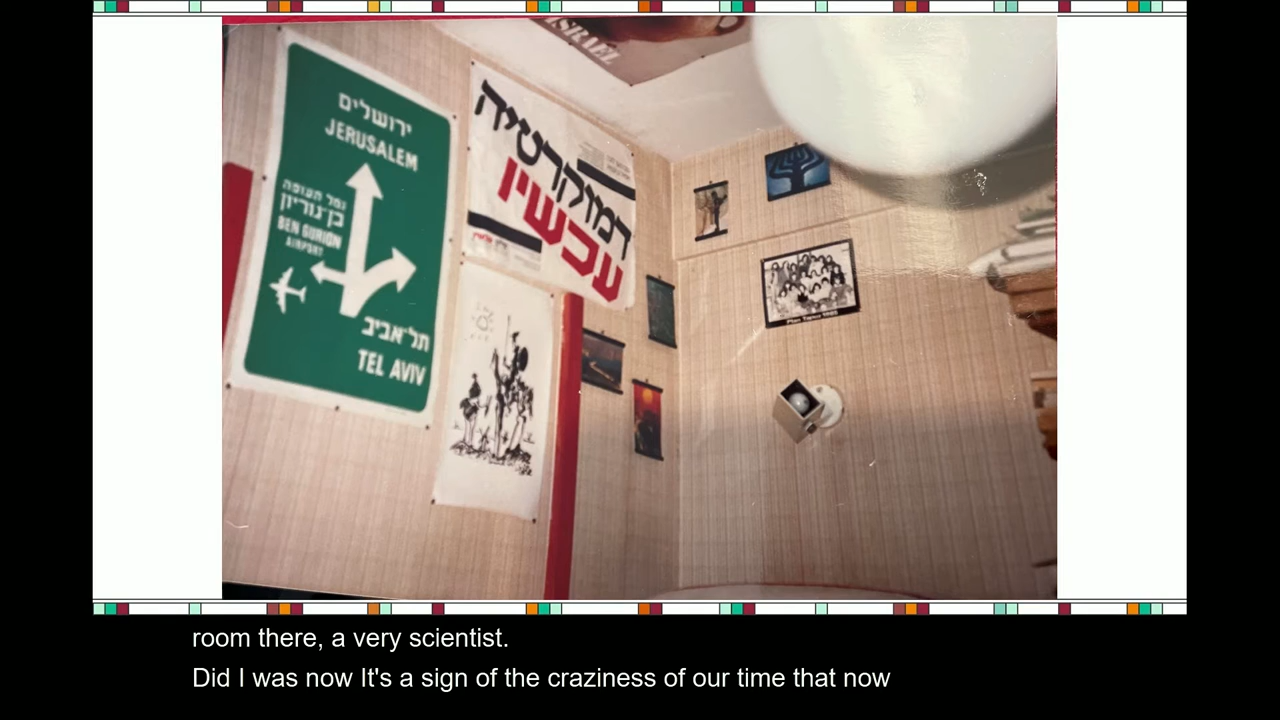 ISRAEL
ירושלים
JERUSALEM
נמל תעופה
בן־גוריון
BEN GURION
AIRPORT
תל־אביב
TEL AVIV
דמוקרטיה
עכשיו
room there, a very scientist.
Did I was now It's a sign of the craziness of our time that now